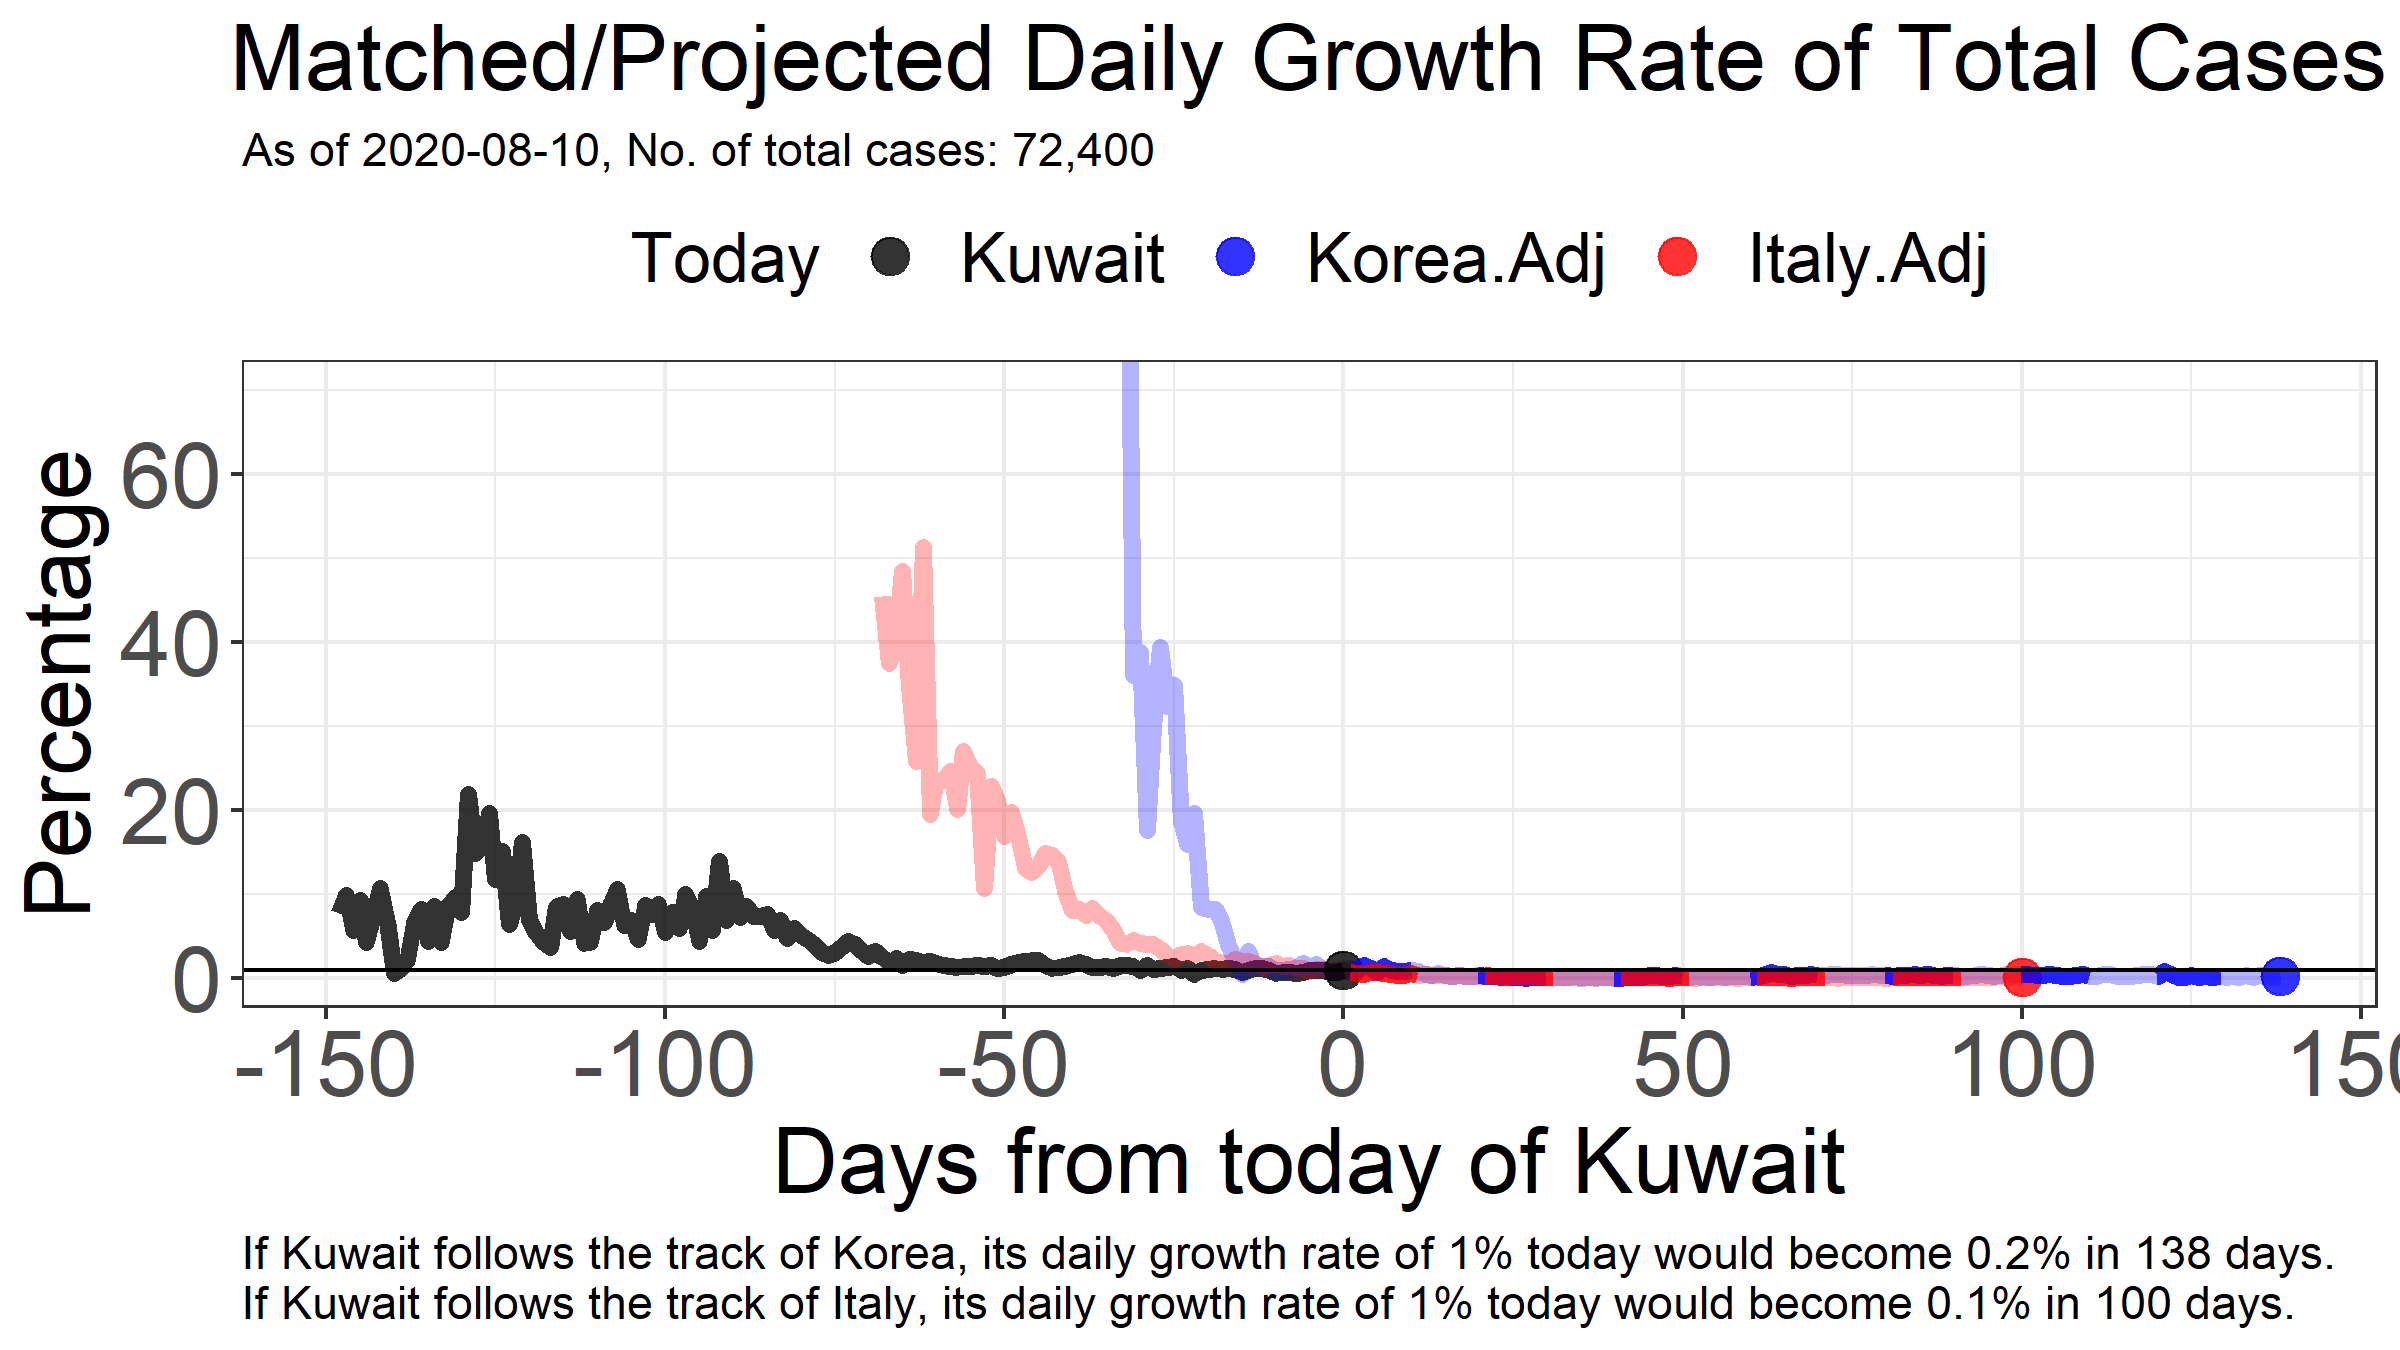 Matched/Projected Daily Growth Rate of Total Cases
As of 2020-08-10, No. of total cases: 72,400
Today Kuwait Korea.Adj Italy.Adj
Percentage
60
40
20
0
-150 -100 -50 0 50 100 150
Days from today of Kuwait
If Kuwait follows the track of Korea, its daily growth rate of 1% today would become 0.2% in 138 days.
If Kuwait follows the track of Italy, its daily growth rate of 1% today would become 0.1% in 100 days.